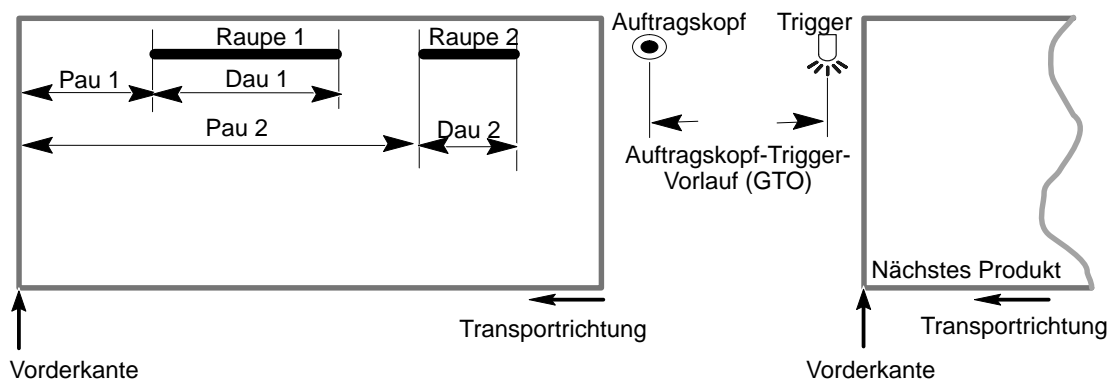 Auftragskopf
Trigger
Raupe 1
Raupe 2
Pau 1
Dau 1
Pau 2
Dau 2
Auftragskopf-Trigger-
Vorlauf (GTO)
Nächstes Produkt
Transportrichtung
Transportrichtung
Vorderkante
Vorderkante